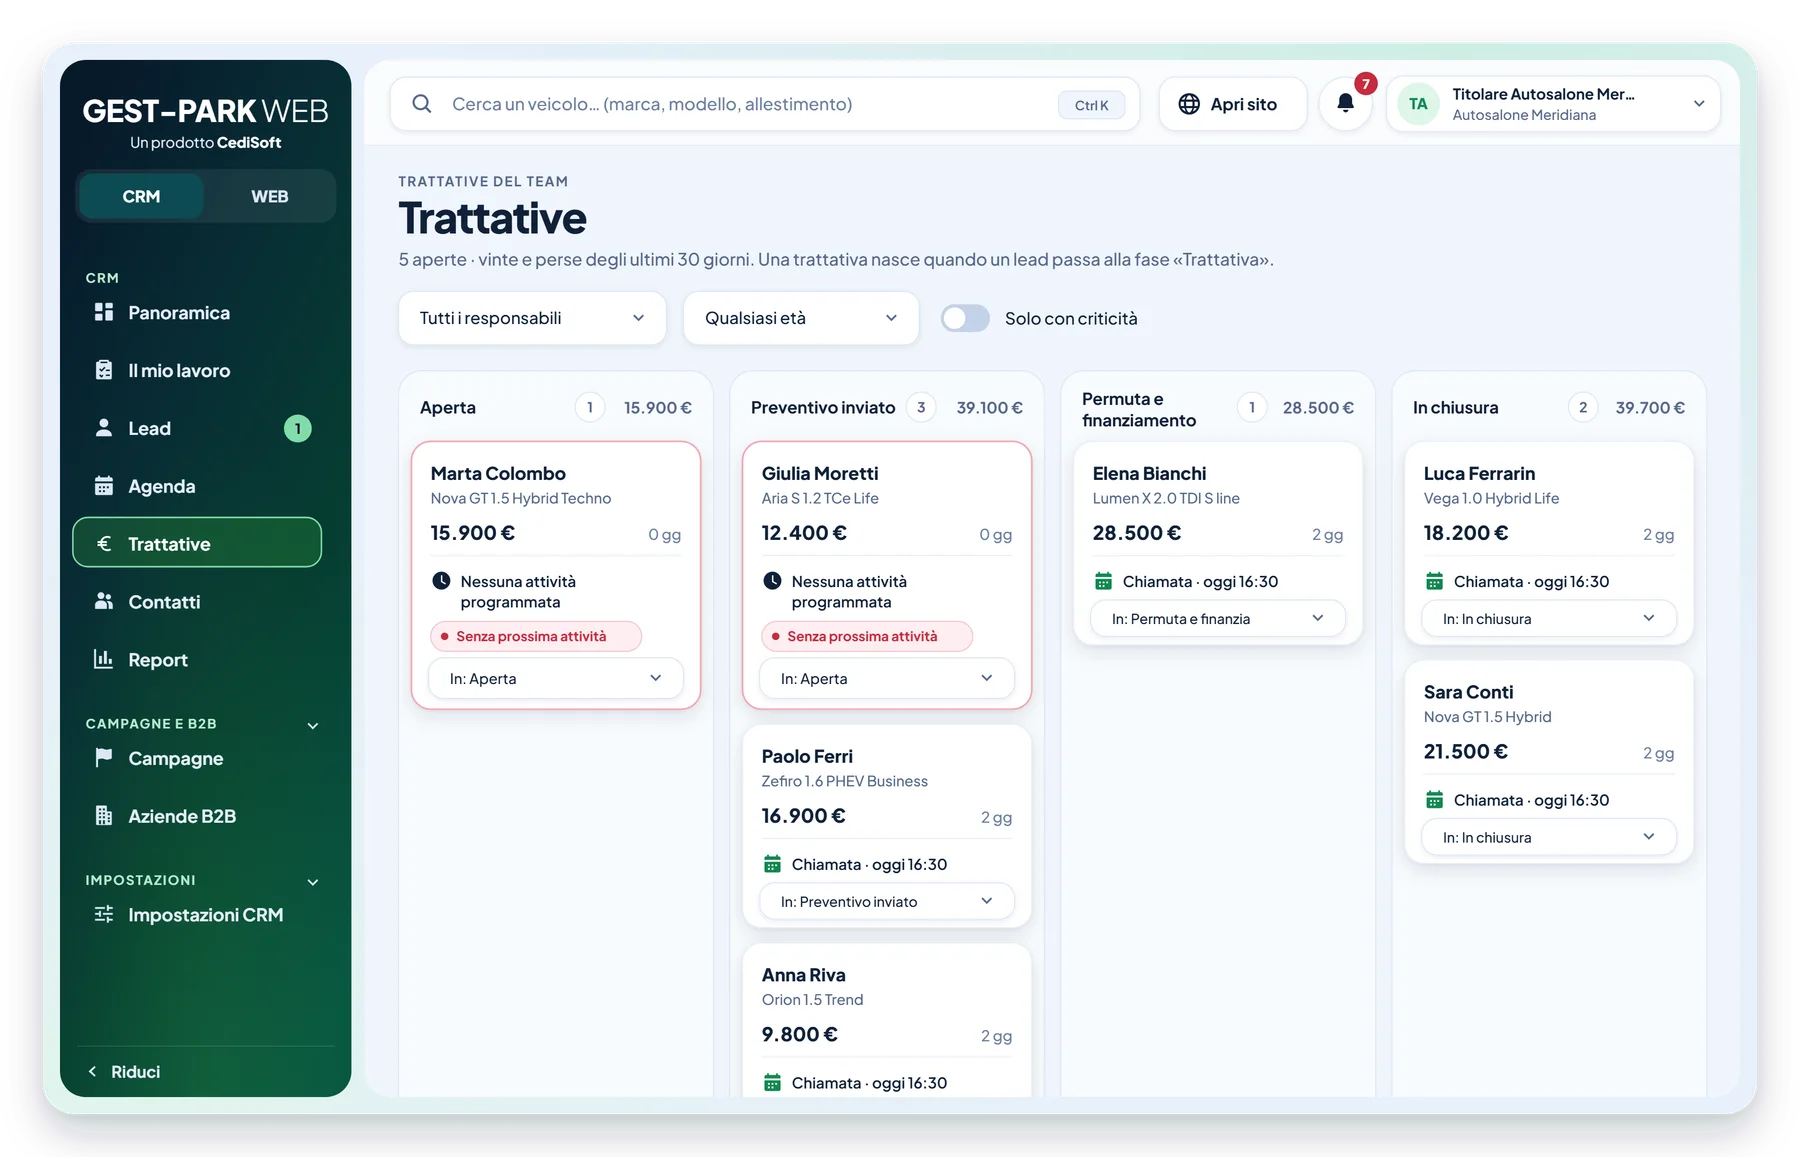 GEST-PARK WEB
Un prodotto CediSoft
CRM
WEB
CRM
Panoramica
Il mio lavoro
Lead
1
Agenda
€ Trattative
Contatti
Report
CAMPAGNE E B2B
Campagne
Aziende B2B
IMPOSTAZIONI
Impostazioni CRM
Riduci
Cerca un veicolo... (marca, modello, allestimento)
Ctrl K
Apri sito
7
TA
Titolare Autosalone Mer...
Autosalone Meridiana
TRATTATIVE DEL TEAM
Trattative
5 aperte · vinte e perse degli ultimi 30 giorni. Una trattativa nasce quando un lead passa alla fase «Trattativa».
Tutti i responsabili
Qualsiasi età
Solo con criticità
Aperta
1
15.900 €
Marta Colombo
Nova GT 1.5 Hybrid Techno
15.900 €
0 gg
Nessuna attività
programmata
Senza prossima attività
In: Aperta
Preventivo inviato
3
39.100 €
Giulia Moretti
Aria S 1.2 TCe Life
12.400 €
0 gg
Nessuna attività
programmata
Senza prossima attività
In: Aperta
Paolo Ferri
Zefiro 1.6 PHEV Business
16.900 €
2 gg
Chiamata · oggi 16:30
In: Preventivo inviato
Anna Riva
Orion 1.5 Trend
9.800 €
2 gg
Chiamata · oggi 16:30
Permuta e
finanziamento
1
28.500 €
Elena Bianchi
Lumen X 2.0 TDI S line
28.500 €
2 gg
Chiamata · oggi 16:30
In: Permuta e finanzia
In chiusura
2
39.700 €
Luca Ferrarin
Vega 1.0 Hybrid Life
18.200 €
2 gg
Chiamata · oggi 16:30
In: In chiusura
Sara Conti
Nova GT 1.5 Hybrid
21.500 €
2 gg
Chiamata · oggi 16:30
In: In chiusura